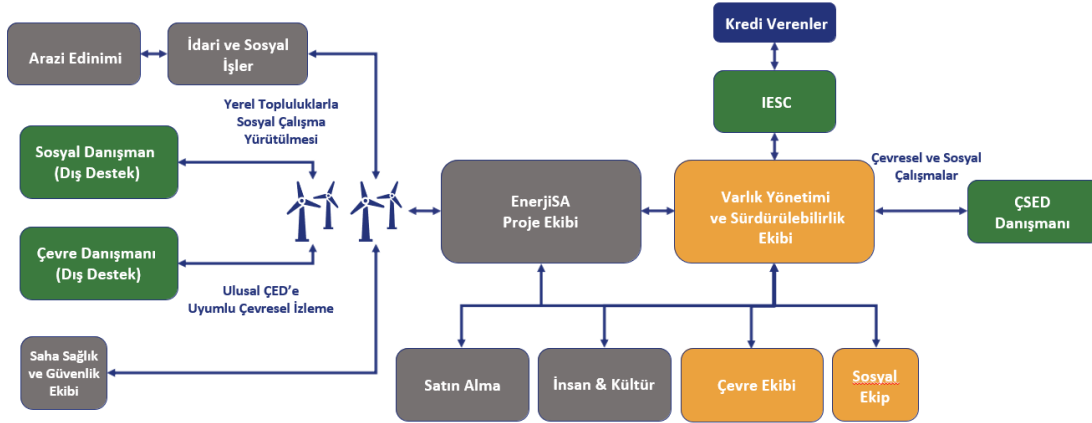 Kredi Verenler
Arazi Edinimi
İdari ve Sosyal
İşler
IESC
Yerel Topluluklarla
Sosyal Çalışma
Yürütülmesi
Sosyal Danışman
(Dış Destek)
Çevresel ve Sosyal
Çalışmalar
EnerjiSA
Proje Ekibi
Varlık Yönetimi
ve Sürdürülebilirlik
Ekibi
ÇSED
Danışmanı
Çevre Danışmanı
(Dış Destek)
Ulusal ÇED’e
Uyumlu Çevresel İzleme
Saha Sağlık
ve Güvenlik
Ekibi
Satın Alma
İnsan & Kültür
Çevre Ekibi
Sosyal
Ekip